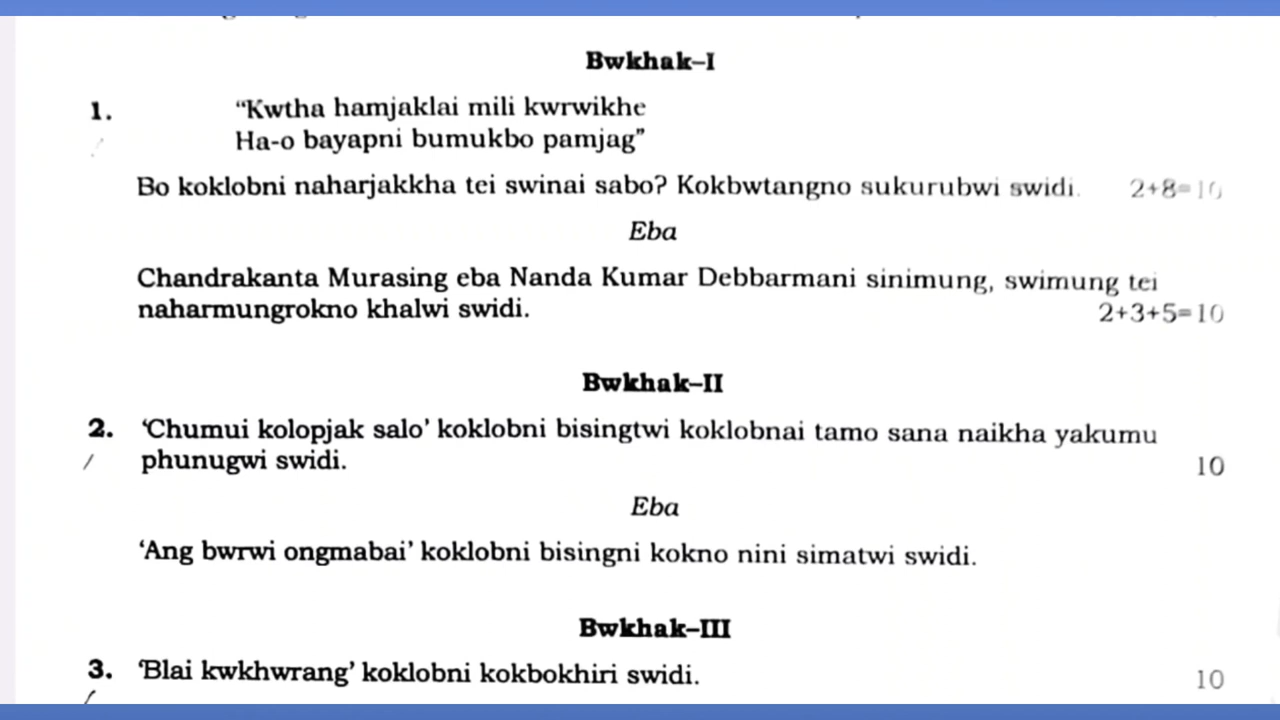 Bwkhak–I
1. “Kwtha hamjaklai mili kwrwikhe
Ha-o bayapni bumukbo pamjag”
Bo koklobni naharjakkha tei swinai sabo? Kokbwtangno sukurubwi swidi. 2+8=10
Eba
Chandrakanta Murasing eba Nanda Kumar Debbarmani sinimung, swimung tei
naharmungrokno khalwi swidi. 2+3+5=10
Bwkhak–II
2. ‘Chumui kolopjak salo’ koklobni bisingtwi koklobnai tamo sana naikha yakumu
phunugwi swidi. 10
Eba
‘Ang bwrwi ongmabai’ koklobni bisingni kokno nini simatwi swidi.
Bwkhak–III
3. ‘Blai kwkhwrang’ koklobni kokbokhiri swidi. 10